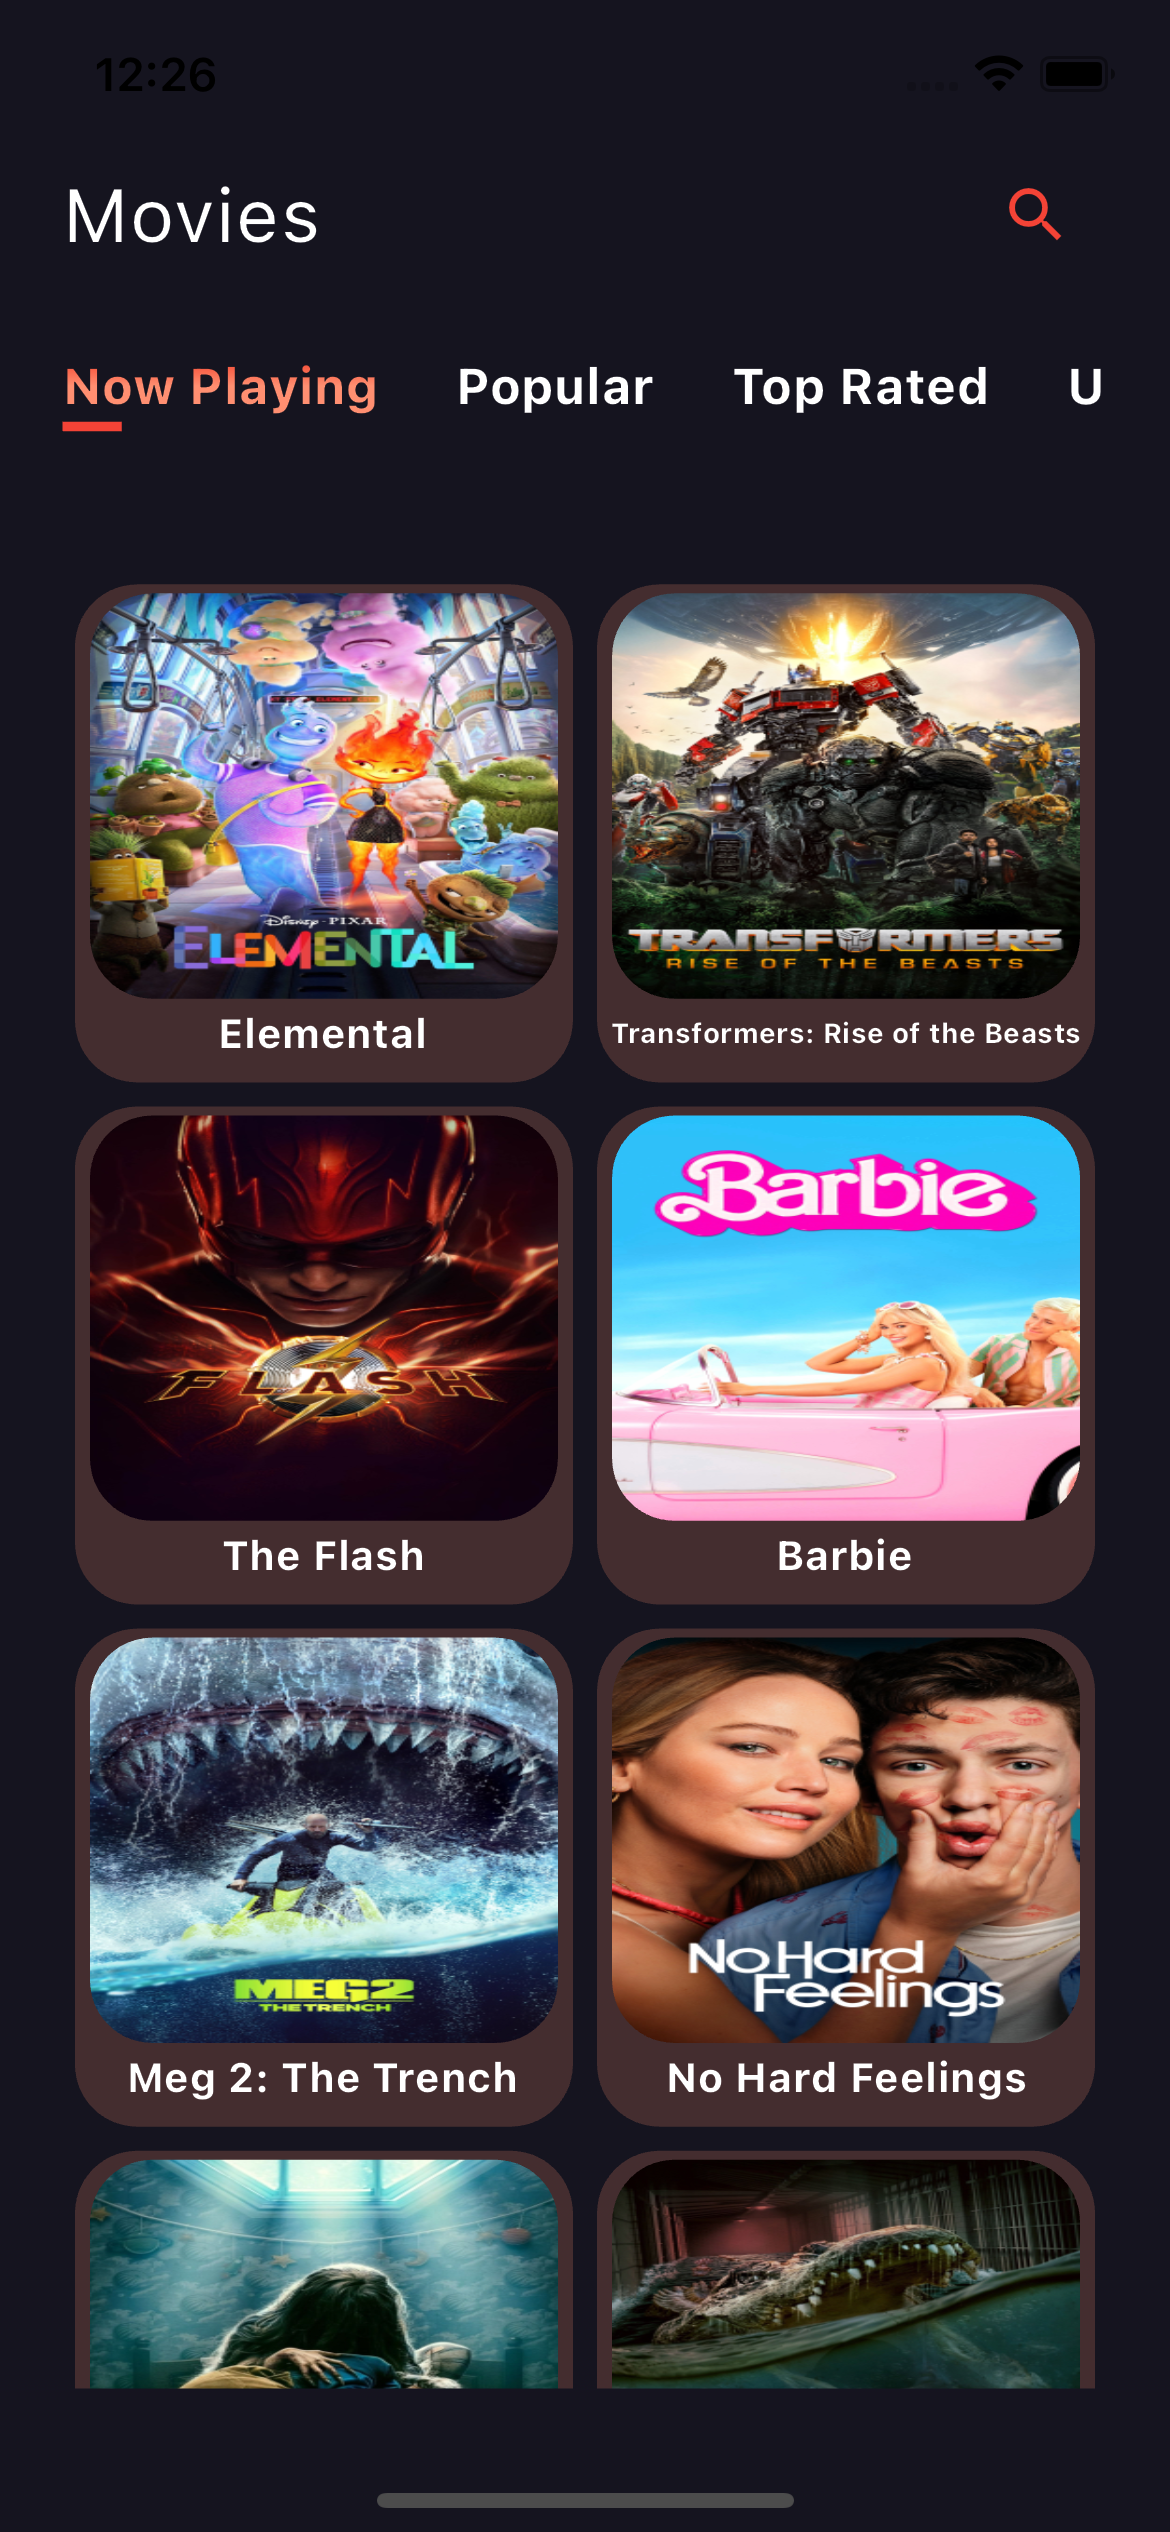 12:26
Movies
Now Playing
Popular
Top Rated
U
Disney · PIXAR
ELEMENTAL
Elemental
TRANSFORMERS
RISE OF THE BEASTS
Transformers: Rise of the Beasts
FLASH
The Flash
Barbie
Barbie
MEG2
THE TRENCH
Meg 2: The Trench
No Hard
Feelings
No Hard Feelings